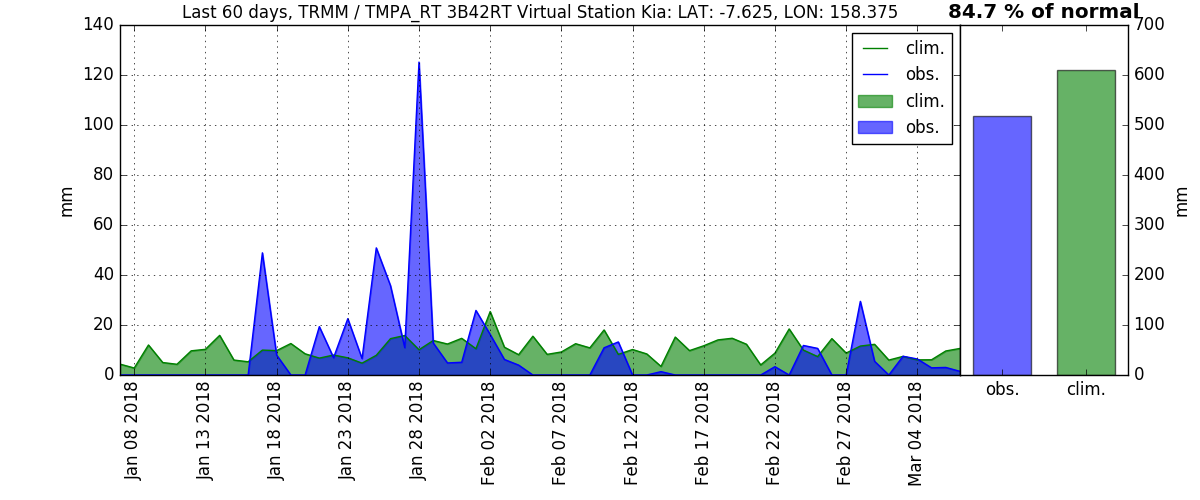 Last 60 days, TRMM / TMPA_RT 3B42RT Virtual Station Kia: LAT: -7.625, LON: 158.375
84.7 % of normal
140
120
100
80
60
40
20
0
mm
clim.
obs.
clim.
obs.
700
600
500
400
300
200
100
0
mm
Jan 08 2018
Jan 13 2018
Jan 18 2018
Jan 23 2018
Jan 28 2018
Feb 02 2018
Feb 07 2018
Feb 12 2018
Feb 17 2018
Feb 22 2018
Feb 27 2018
Mar 04 2018
obs.
clim.